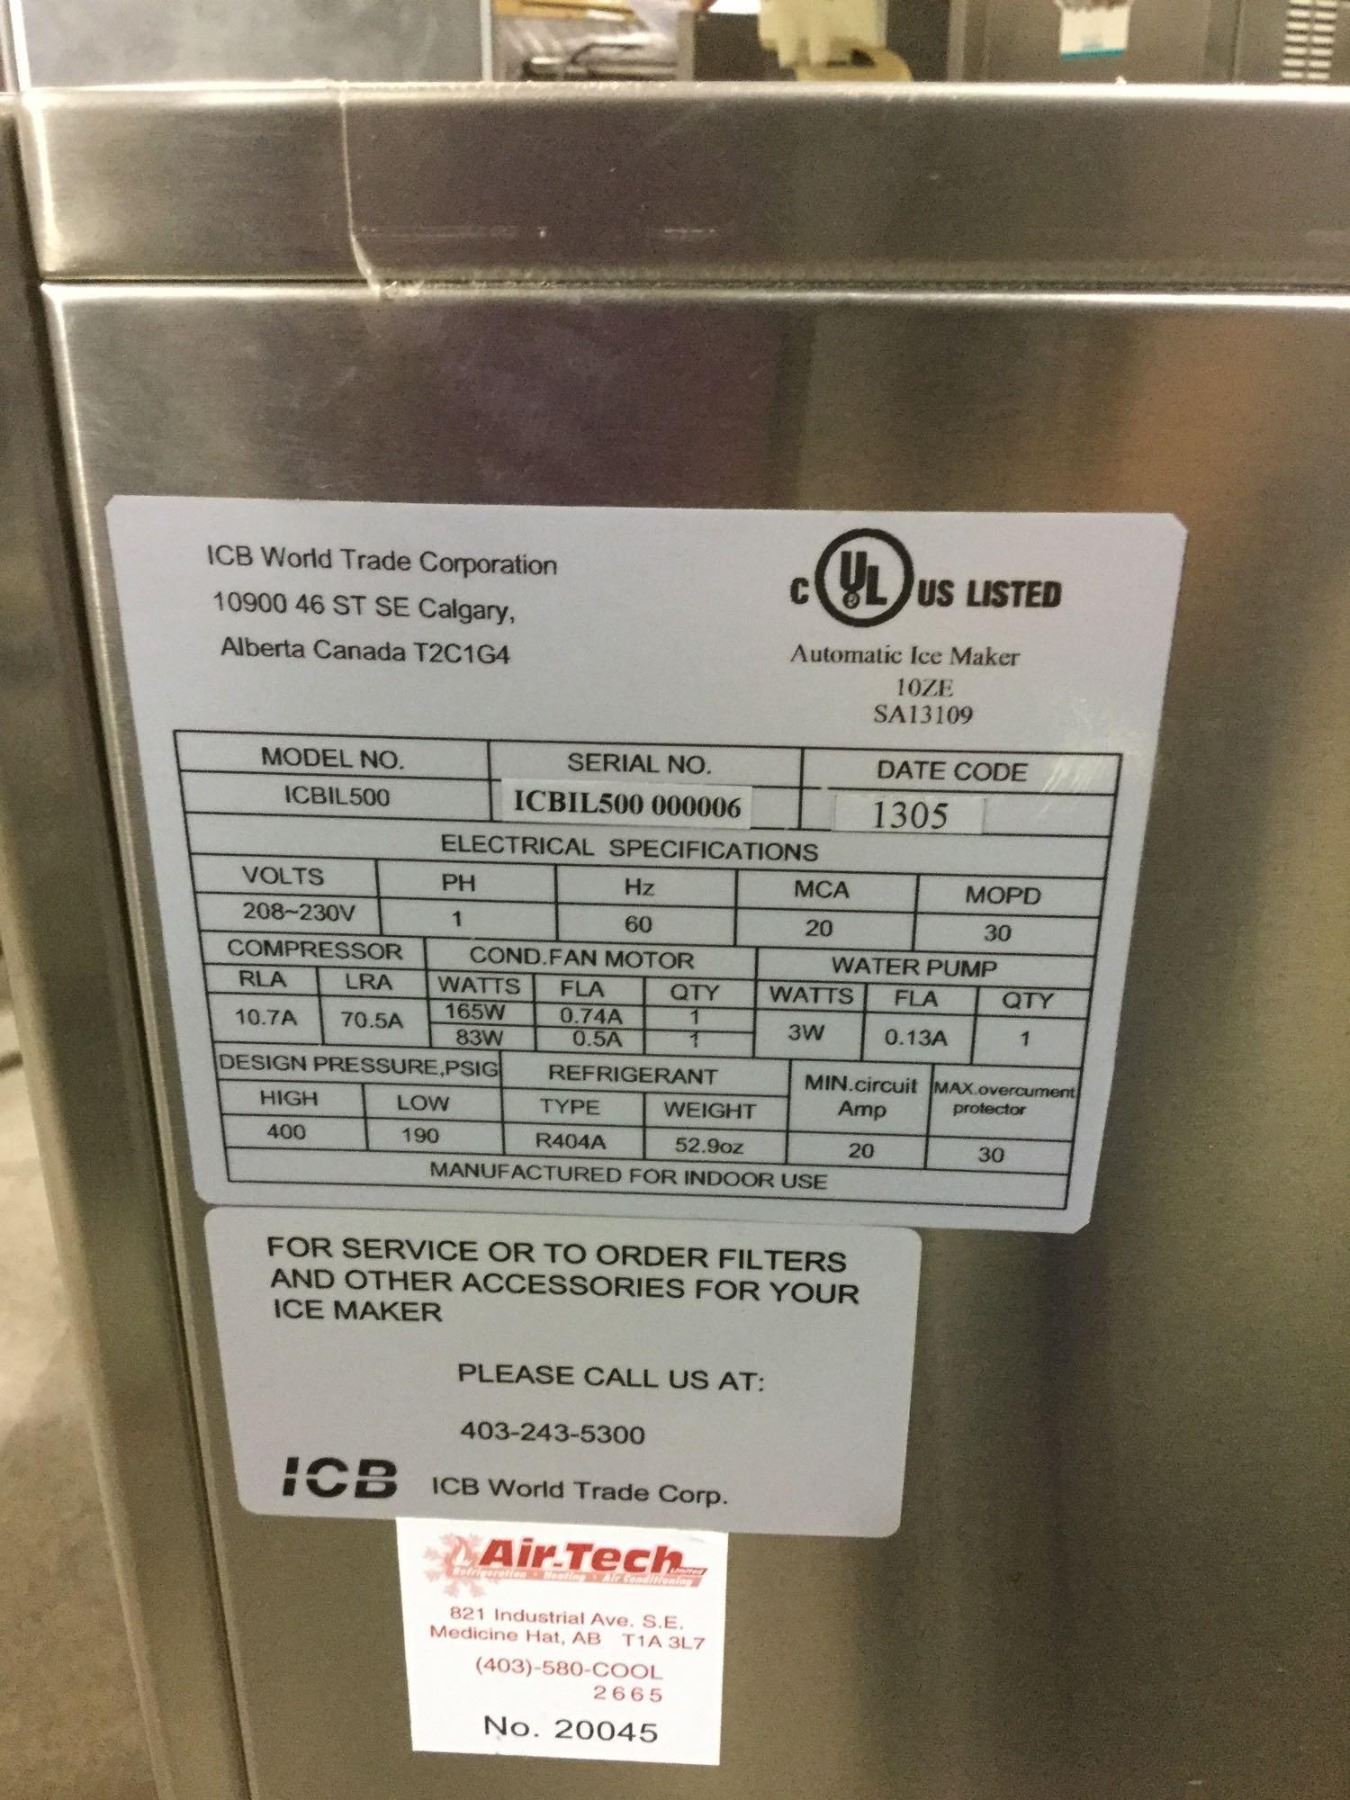 ICB World Trade Corporation
10900 46 ST SE Calgary,
Alberta Canada T2C1G4
C UL US LISTED
Automatic Ice Maker
10ZE
SA13109
MODEL NO. SERIAL NO. DATE CODE
ICBIL500 ICBIL500 000006 1305
ELECTRICAL SPECIFICATIONS
VOLTS PH Hz MCA MOPD
208~230V 1 60 20 30
COMPRESSOR COND.FAN MOTOR WATER PUMP
RLA LRA WATTS FLA QTY WATTS FLA QTY
10.7A 70.5A 165W 0.74A 1 3W 0.13A 1
83W 0.5A 1
DESIGN PRESSURE,PSIG REFRIGERANT MIN.circuit Amp MAX.overcument protector
HIGH LOW TYPE WEIGHT
400 190 R404A 52.9oz 20 30
MANUFACTURED FOR INDOOR USE
FOR SERVICE OR TO ORDER FILTERS
AND OTHER ACCESSORIES FOR YOUR
ICE MAKER
PLEASE CALL US AT:
403-243-5300
ICB ICB World Trade Corp.
Air-Tech LIMITED
Refrigeration • Heating • Air Conditioning
821 Industrial Ave. S.E.
Medicine Hat, AB T1A 3L7
(403)-580-COOL
2665
No. 20045